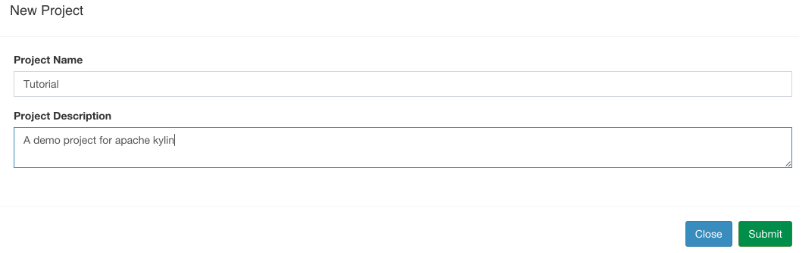 New Project
Project Name
Tutorial
Project Description
A demo project for apache kylin
Close Submit